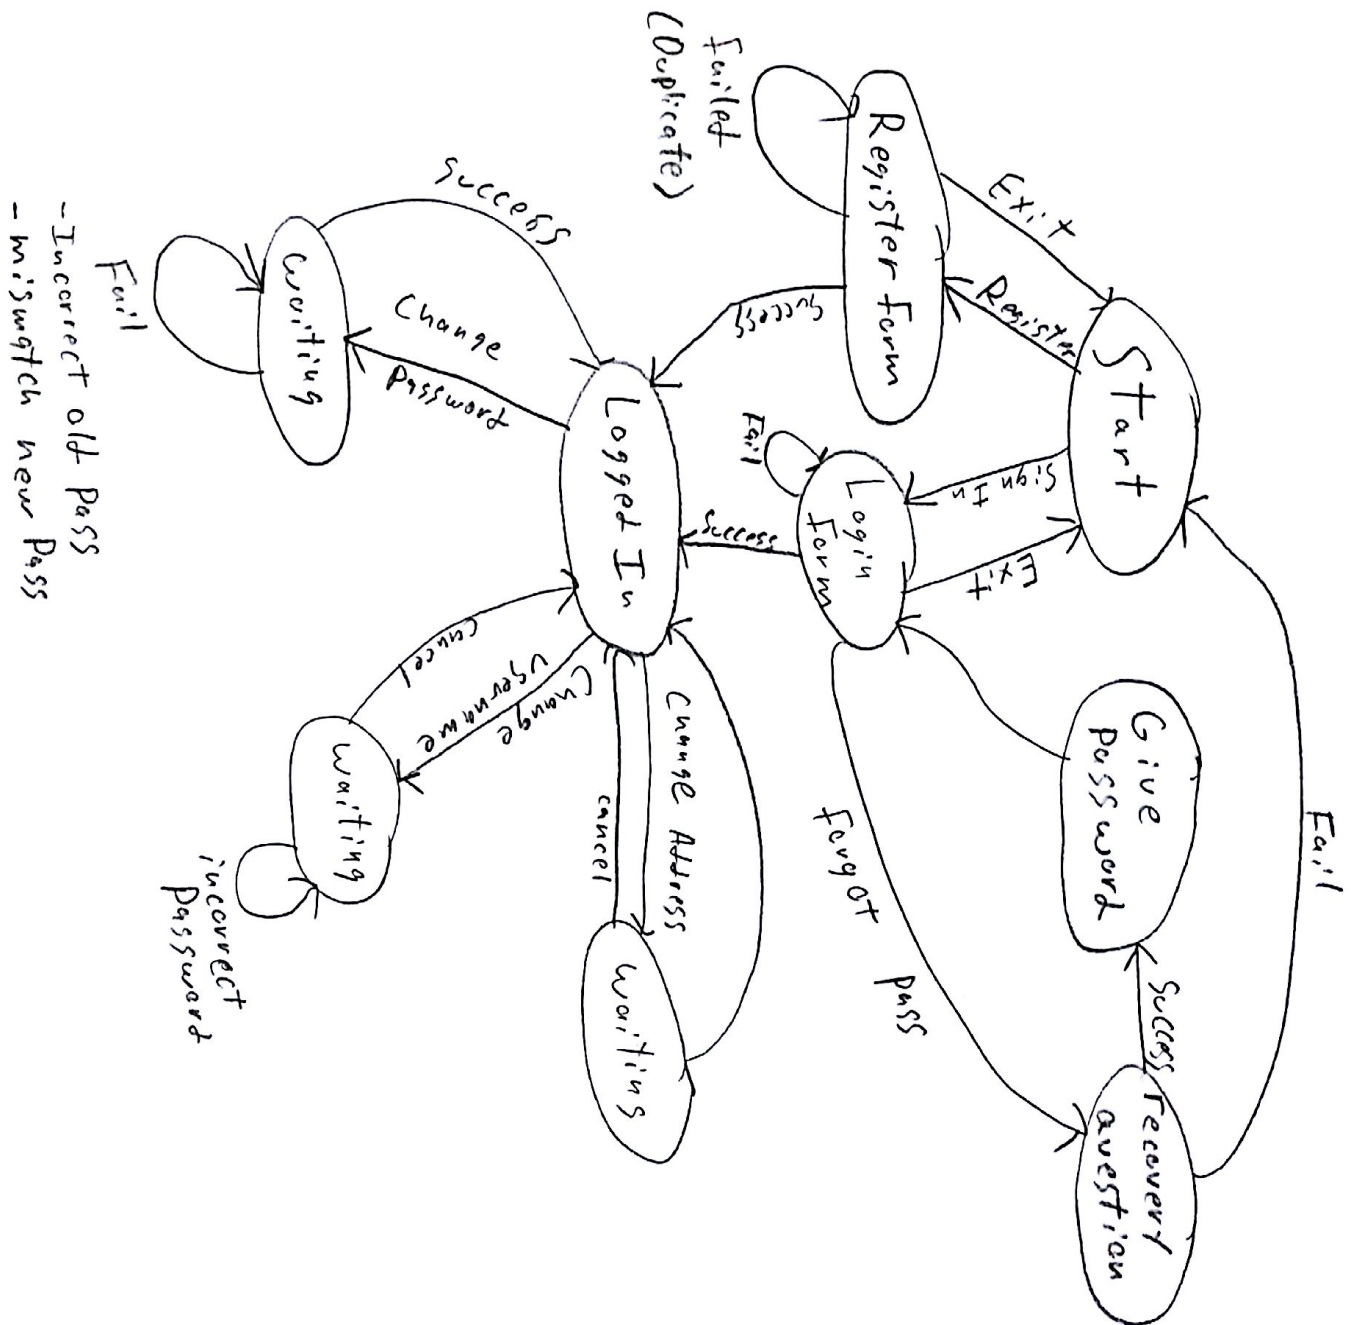 Fail
Start
Give
Password
recovery
question
Success
Exit
Register
Sign In
Exit
Register Form
Login
Form
Forgot pass
Failed
(Duplicate)
Success
Fail
Success
Logged In
Change Address
cancel
Waiting
Success
Change
Password
Change
username
cancel
Waiting
Fail
Waiting
incorrect
Password
-Incorrect old Pass
-mismatch new Pass